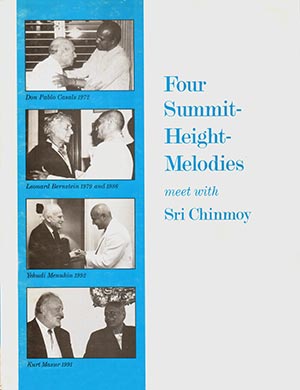 Don Pablo Casals 1972
Leonard Bernstein 1979 and 1986
Yehudi Menuhin 1992
Kurt Masur 1991
Four
Summit-
Height-
Melodies
meet with
Sri Chinmoy